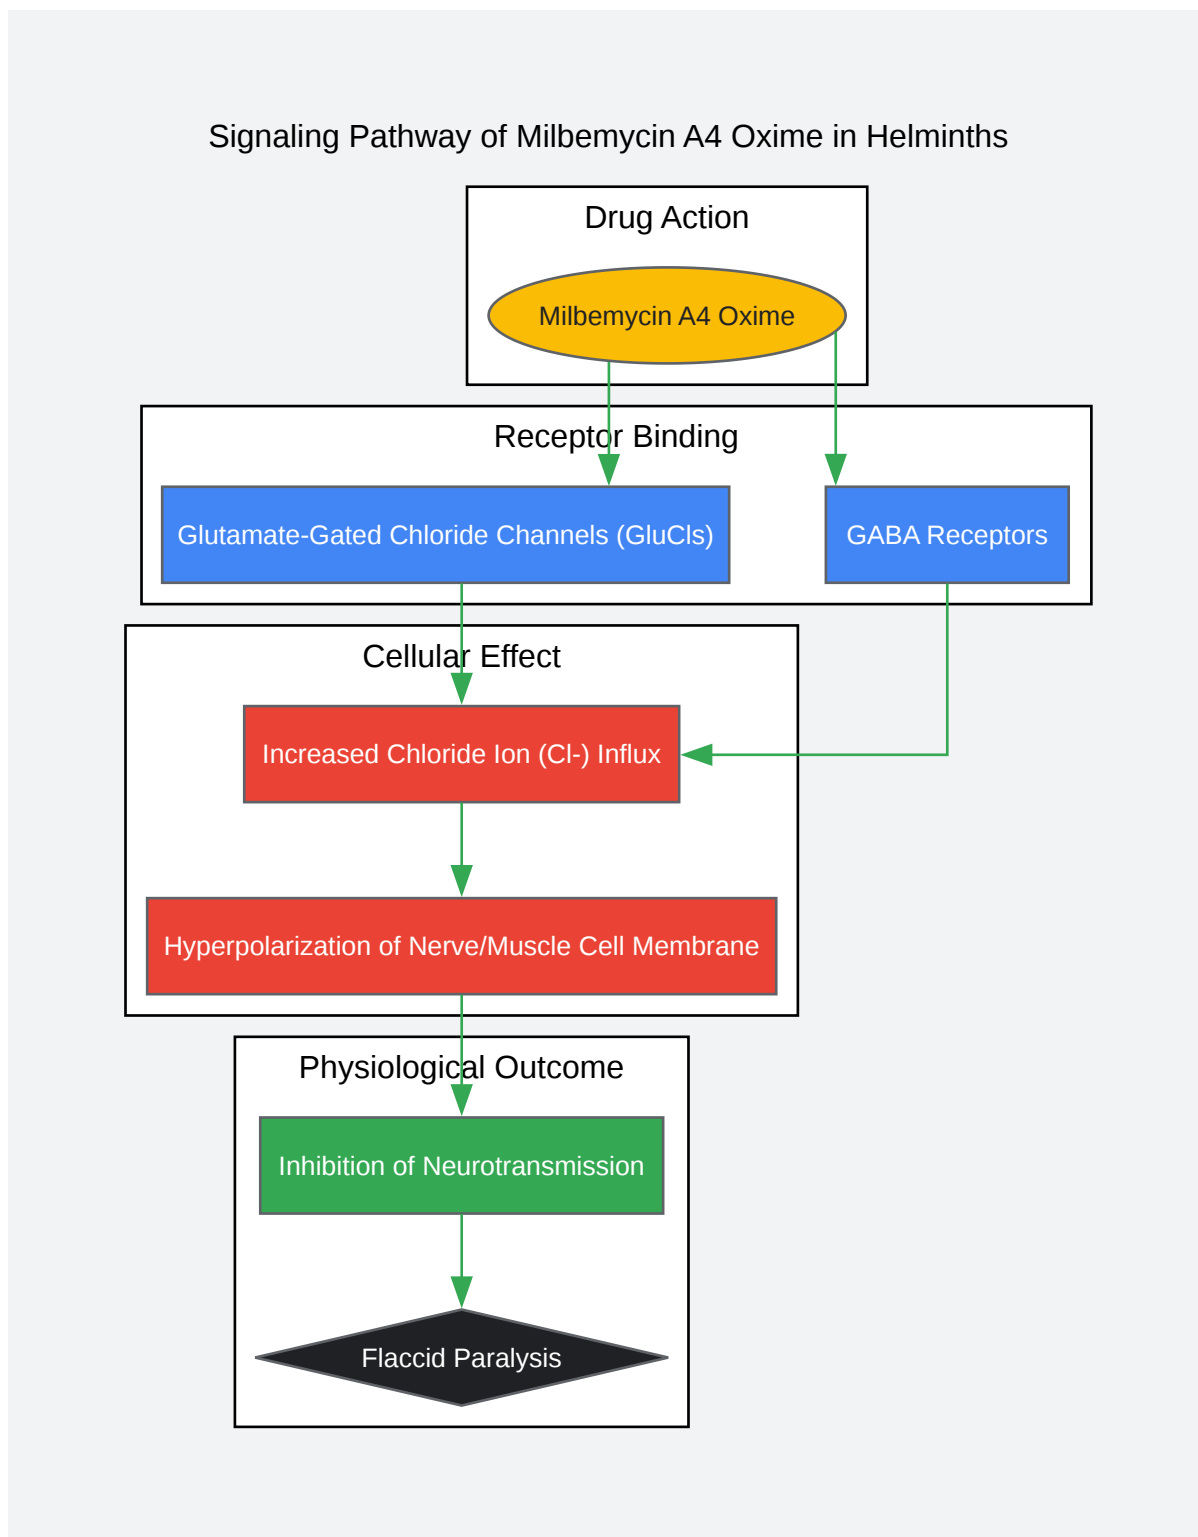 Signaling Pathway of Milbemycin A4 Oxime in Helminths
Drug Action
Milbemycin A4 Oxime
Receptor Binding
Glutamate-Gated Chloride Channels (GluCls)
GABA Receptors
Cellular Effect
Increased Chloride Ion (Cl-) Influx
Hyperpolarization of Nerve/Muscle Cell Membrane
Physiological Outcome
Inhibition of Neurotransmission
Flaccid Paralysis